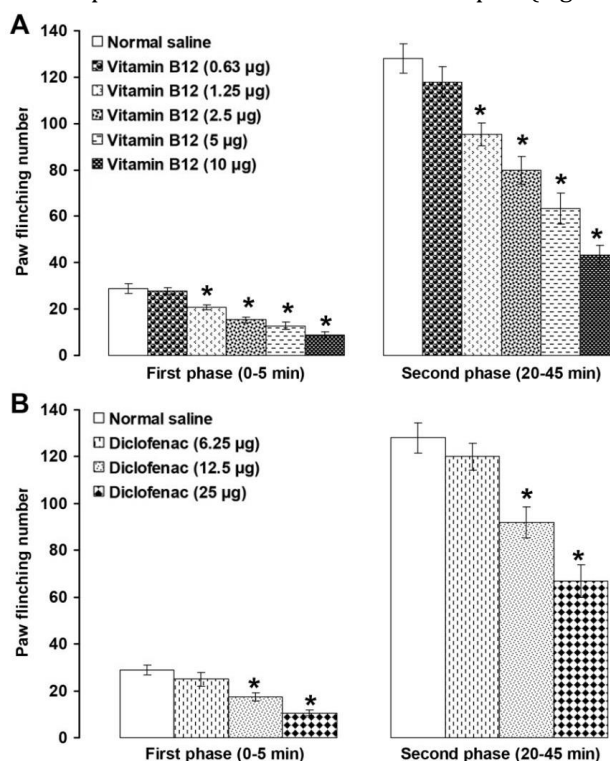 A
Normal saline
Vitamin B12 (0.63 µg)
Vitamin B12 (1.25 µg)
Vitamin B12 (2.5 µg)
Vitamin B12 (5 µg)
Vitamin B12 (10 µg)
Paw flinching number
140
120
100
80
60
40
20
0
* * * *
* * * *
First phase (0-5 min) Second phase (20-45 min)
B
Normal saline
Diclofenac (6.25 µg)
Diclofenac (12.5 µg)
Diclofenac (25 µg)
Paw flinching number
140
120
100
80
60
40
20
0
* *
* *
First phase (0-5 min) Second phase (20-45 min)